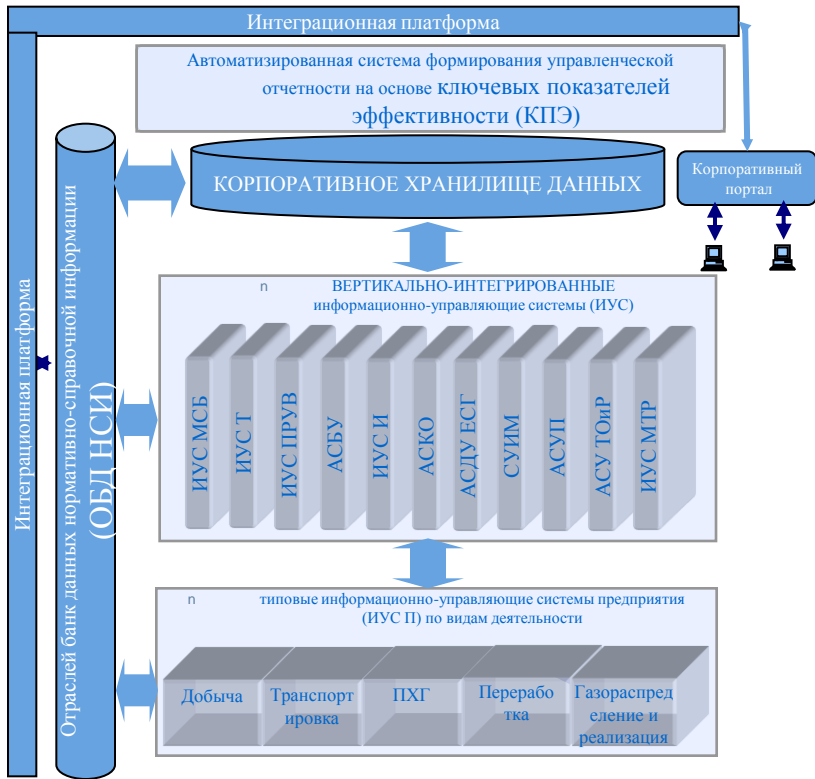 Интеграционная платформа
Автоматизированная система формирования управленческой
отчетности на основе ключевых показателей
эффективности (КПЭ)
КОРПОРАТИВНОЕ ХРАНИЛИЩЕ ДАННЫХ
Корпоративный
портал
Интеграционная платформа
Отраслей банк данных нормативно-справочной информации
(ОБД НСИ)
n ВЕРТИКАЛЬНО-ИНТЕГРИРОВАННЫЕ
информационно-управляющие системы (ИУС)
ИУС МСБ
ИУС Т
ИУС ПРУВ
АСБУ
ИУС И
АСКО
АСДУ ЕСГ
СУИМ
АСУП
АСУ ТОиР
ИУС МТР
n типовые информационно-управляющие системы предприятия
(ИУС П) по видам деятельности
Добыча
Транспорт
ировка
ПХГ
Перерабо
тка
Газораспред
еление и
реализация